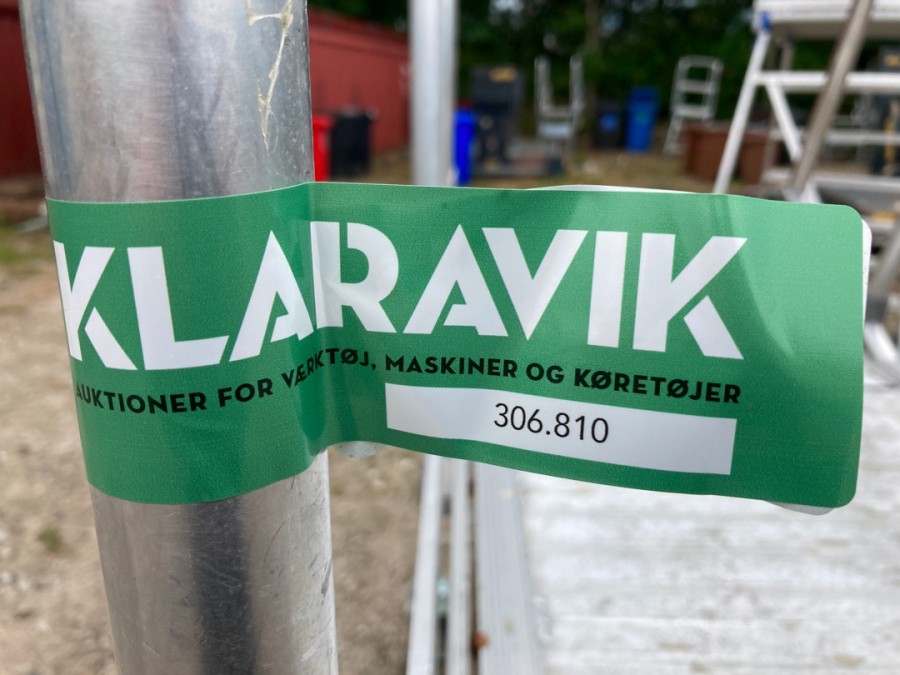 KLARAVIK
AUKTIONER FOR VÆRKTØJ, MASKINER OG KØRETØJER
306.810